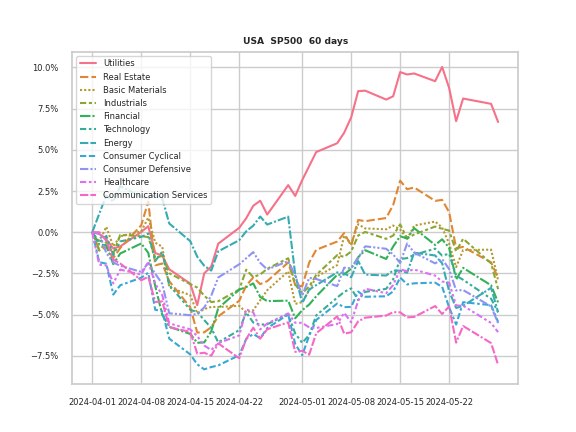 USA SP500 60 days
10.0%
7.5%
5.0%
2.5%
0.0%
−2.5%
−5.0%
−7.5%
Utilities
Real Estate
Basic Materials
Industrials
Financial
Technology
Energy
Consumer Cyclical
Consumer Defensive
Healthcare
Communication Services
2024-04-01 2024-04-08 2024-04-15 2024-04-22 2024-05-01 2024-05-08 2024-05-15 2024-05-22